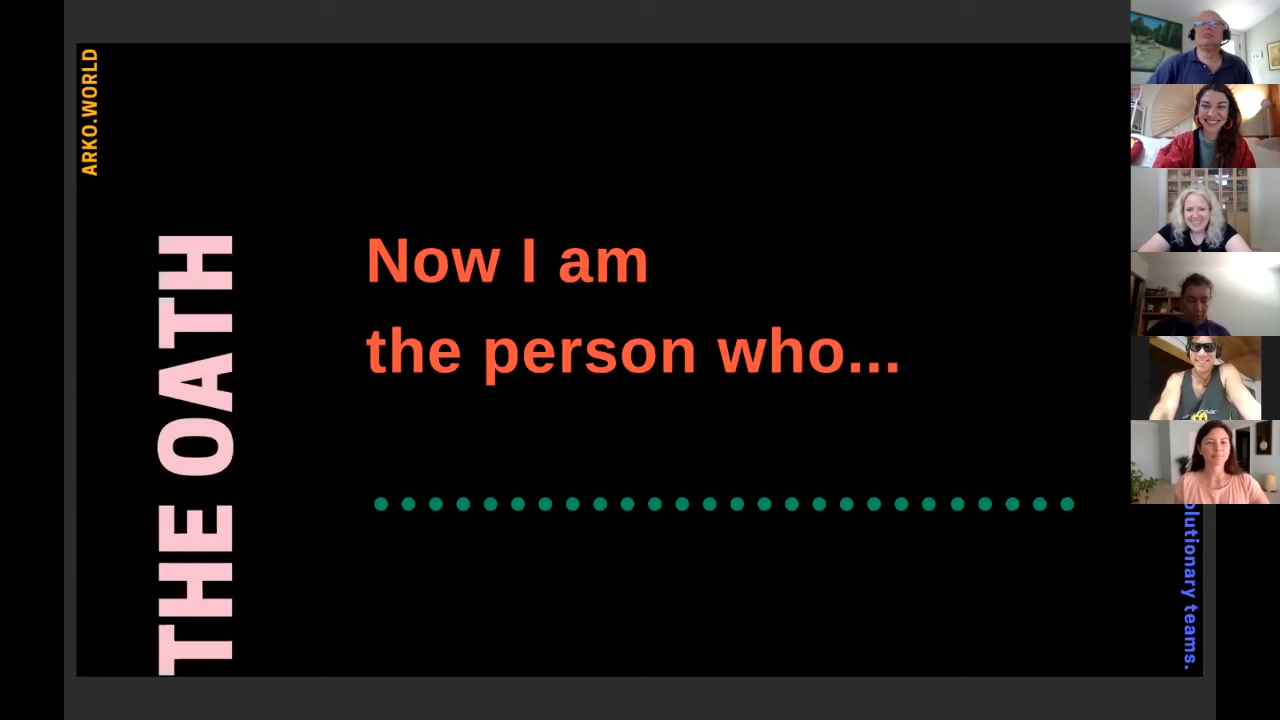 ARKO.WORLD
THE OATH
Now I am
the person who...
olutionary teams.